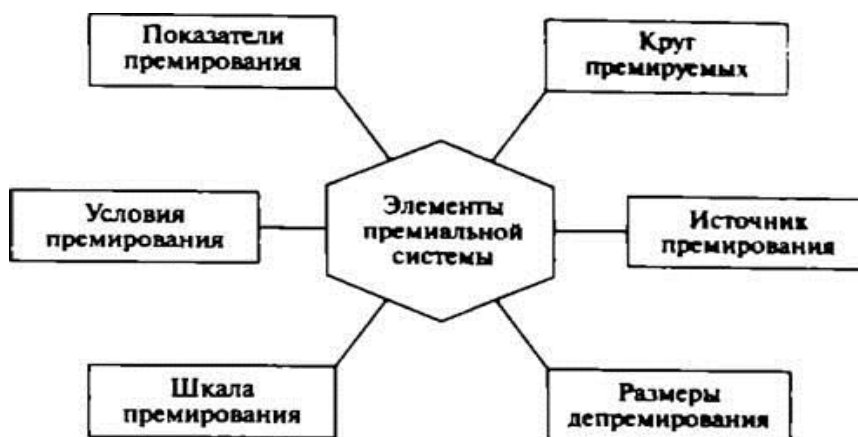 Показатели
премирования
Круг
премируемых
Условия
премирования
Элементы
премиальной
системы
Источник
премирования
Шкала
премирования
Размеры
депремирования